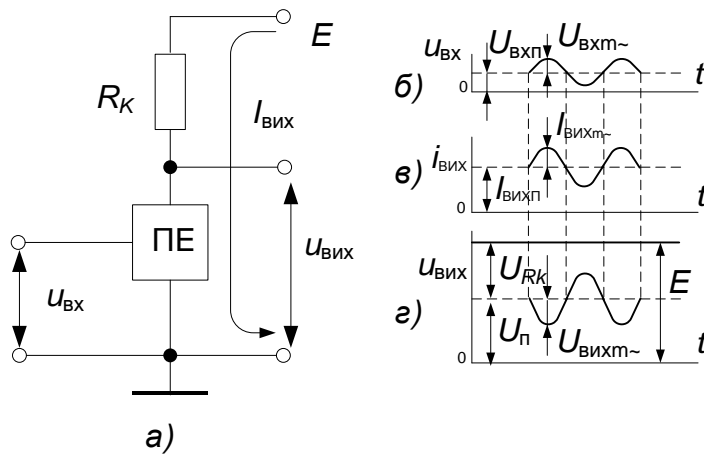 E
R_K
I_вих
ПЕ
u_вх
u_вих
а)
u_вх
U_вхп
U_вхm~
t
0
б)
i_вих
I_вихm~
I_вихп
t
0
в)
u_вих
U_Rk
E
U_п
U_вихm~
t
0
г)